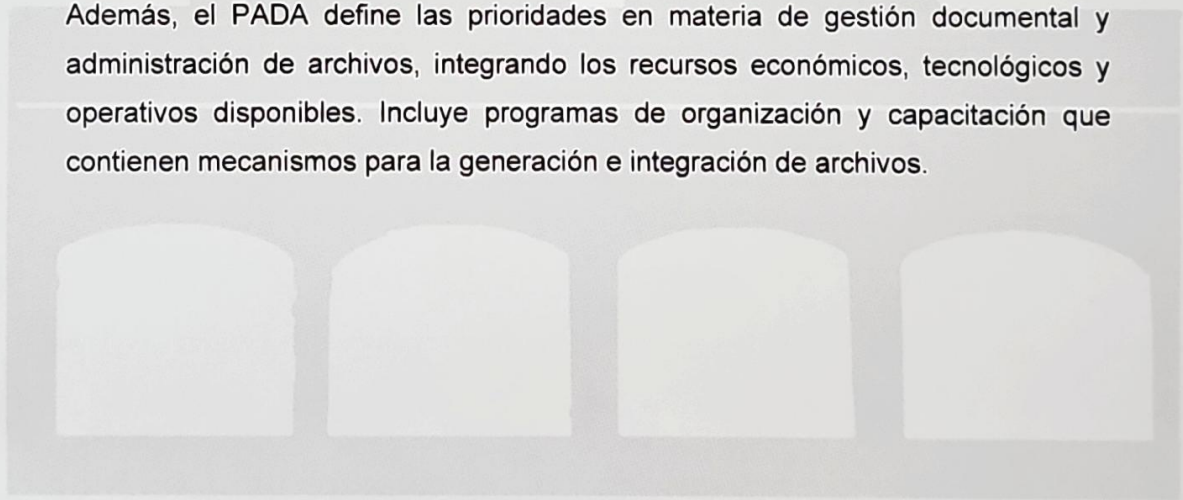 Además, el PADA define las prioridades en materia de gestión documental y
administración de archivos, integrando los recursos económicos, tecnológicos y
operativos disponibles. Incluye programas de organización y capacitación que
contienen mecanismos para la generación e integración de archivos.